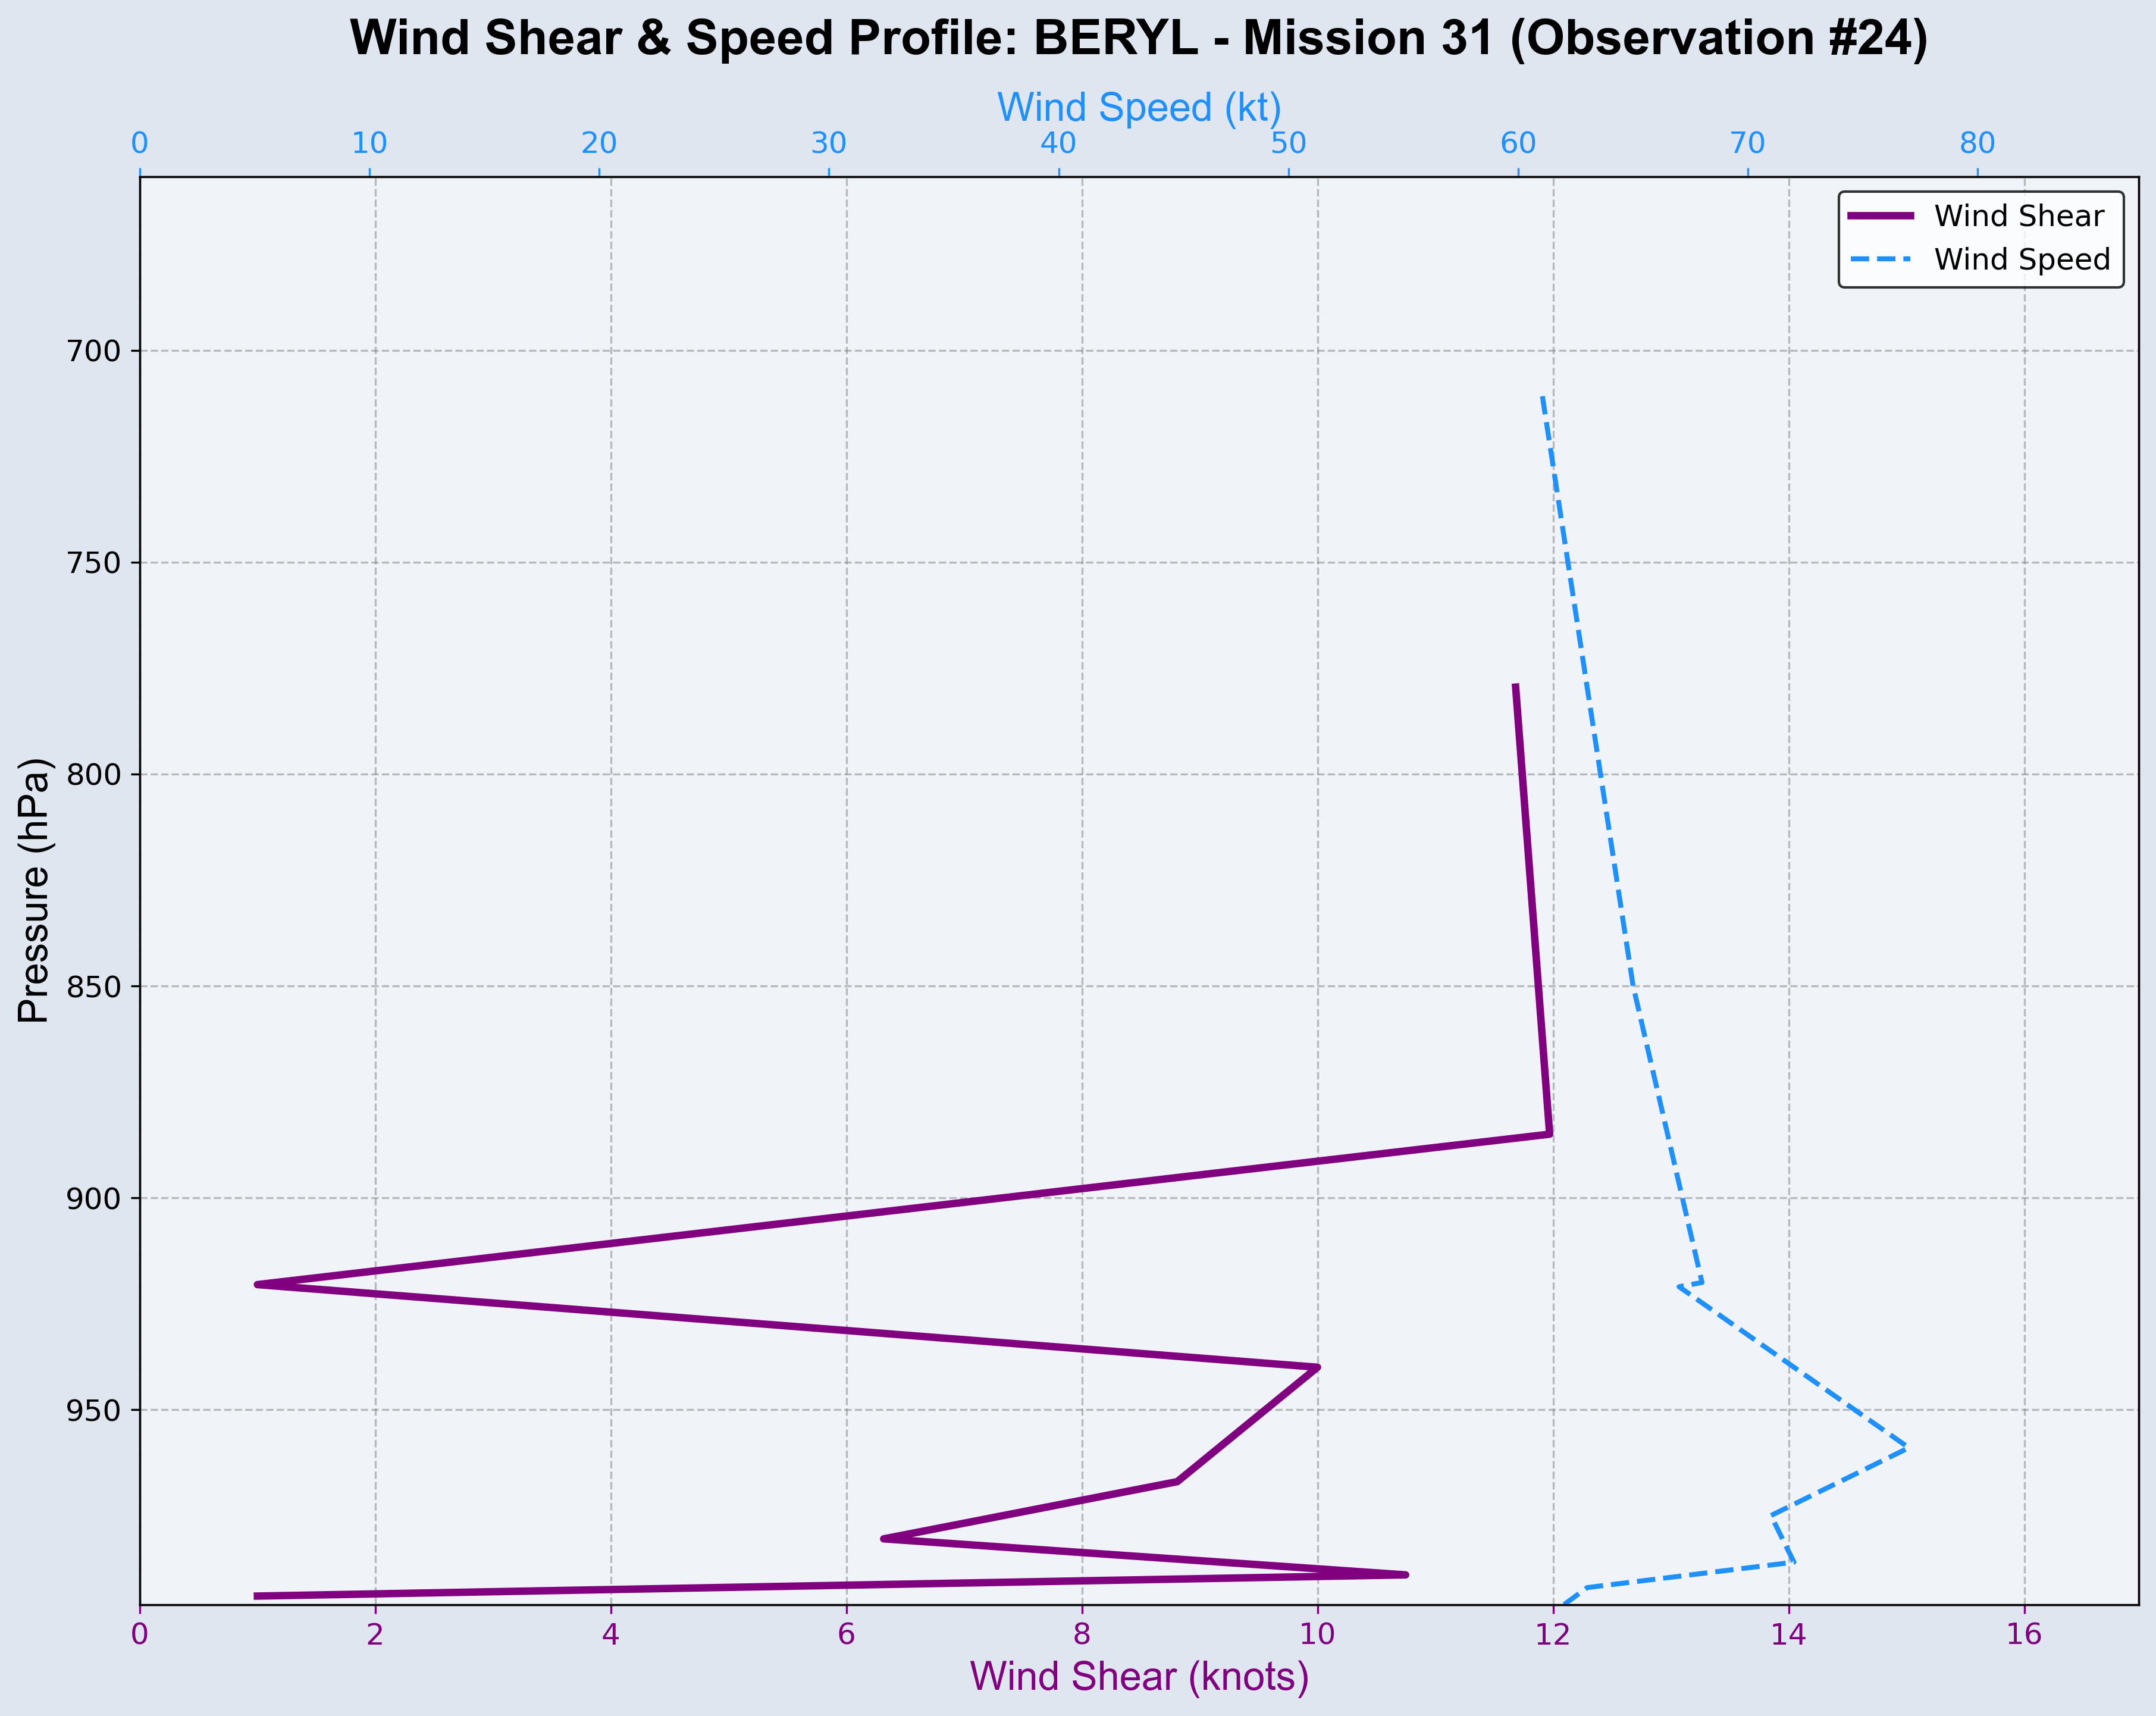 Wind Shear & Speed Profile: BERYL - Mission 31 (Observation #24)
Wind Speed (kt)
0 10 20 30 40 50 60 70 80
Wind Shear
Wind Speed
700
750
800
850
900
950
Pressure (hPa)
0 2 4 6 8 10 12 14 16
Wind Shear (knots)